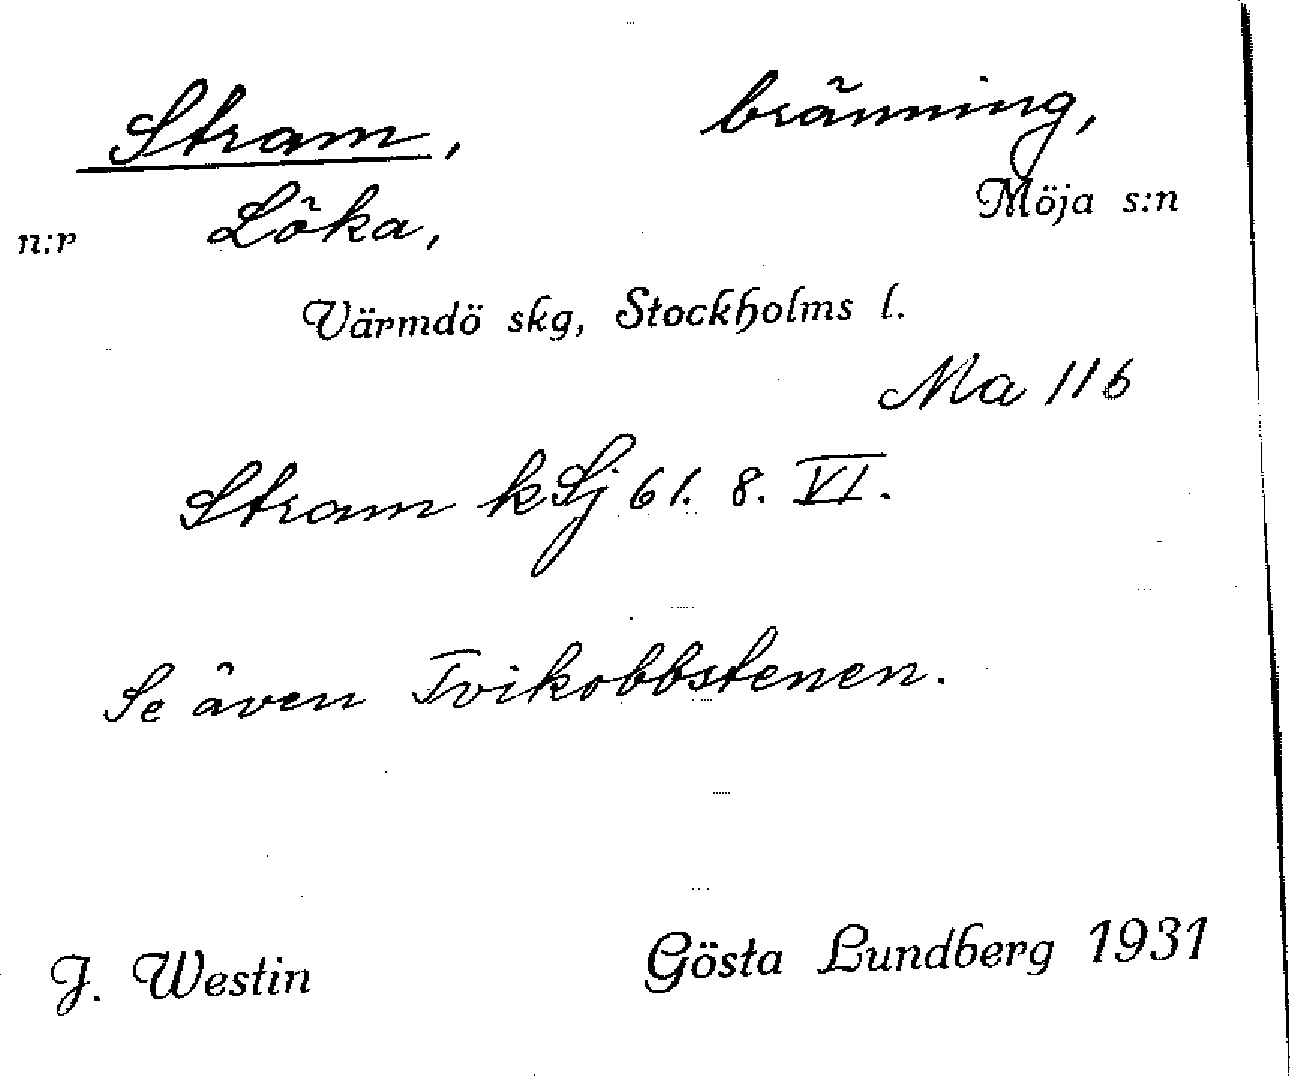 Stram, bränning,
n:r Löka, Möja s:n
Värmdö skg, Stockholms l.
Ma 116
Stram k Sj 61. 8. VI.
Se även Tvikobbstenen.
J. Westin Gösta Lundberg 1931